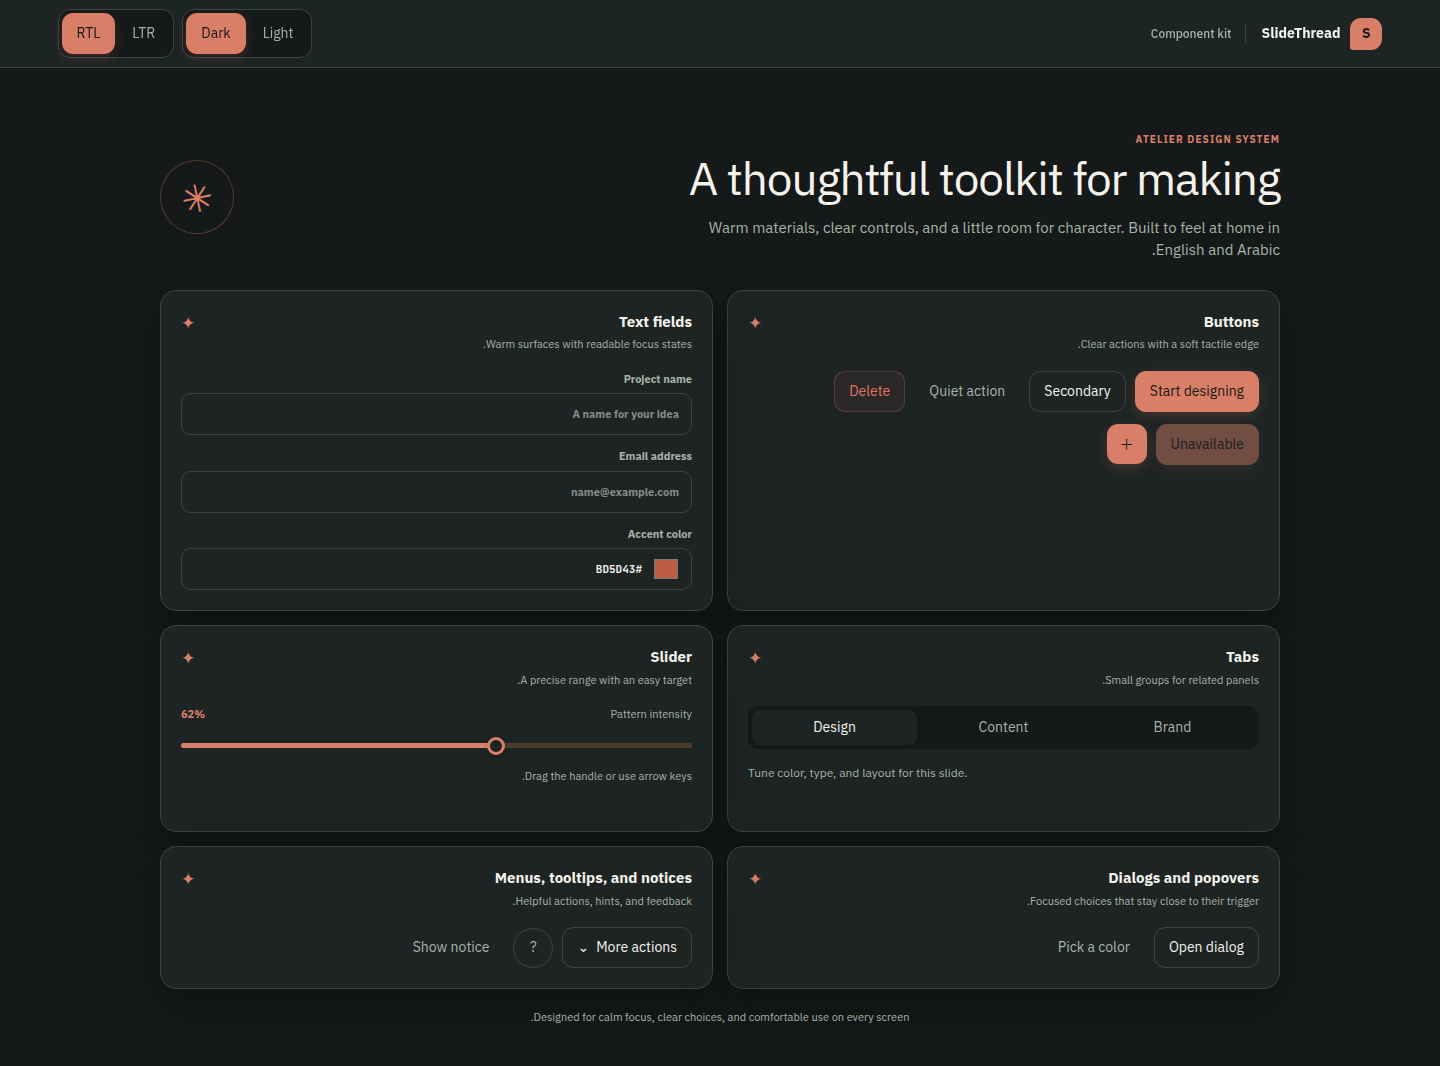 RTL LTR Dark Light
Component kit SlideThread S
ATELIER DESIGN SYSTEM
A thoughtful toolkit for making
Warm materials, clear controls, and a little room for character. Built to feel at home in
.English and Arabic
Buttons
.Clear actions with a soft tactile edge
Start designing
Secondary
Quiet action
Delete
Unavailable
+
Text fields
.Warm surfaces with readable focus states
Project name
A name for your idea
Email address
name@example.com
Accent color
BD5D43#
Tabs
.Small groups for related panels
Design Content Brand
Tune color, type, and layout for this slide.
Slider
.A precise range with an easy target
62% Pattern intensity
.Drag the handle or use arrow keys
Dialogs and popovers
.Focused choices that stay close to their trigger
Open dialog
Pick a color
Menus, tooltips, and notices
.Helpful actions, hints, and feedback
More actions
?
Show notice
.Designed for calm focus, clear choices, and comfortable use on every screen